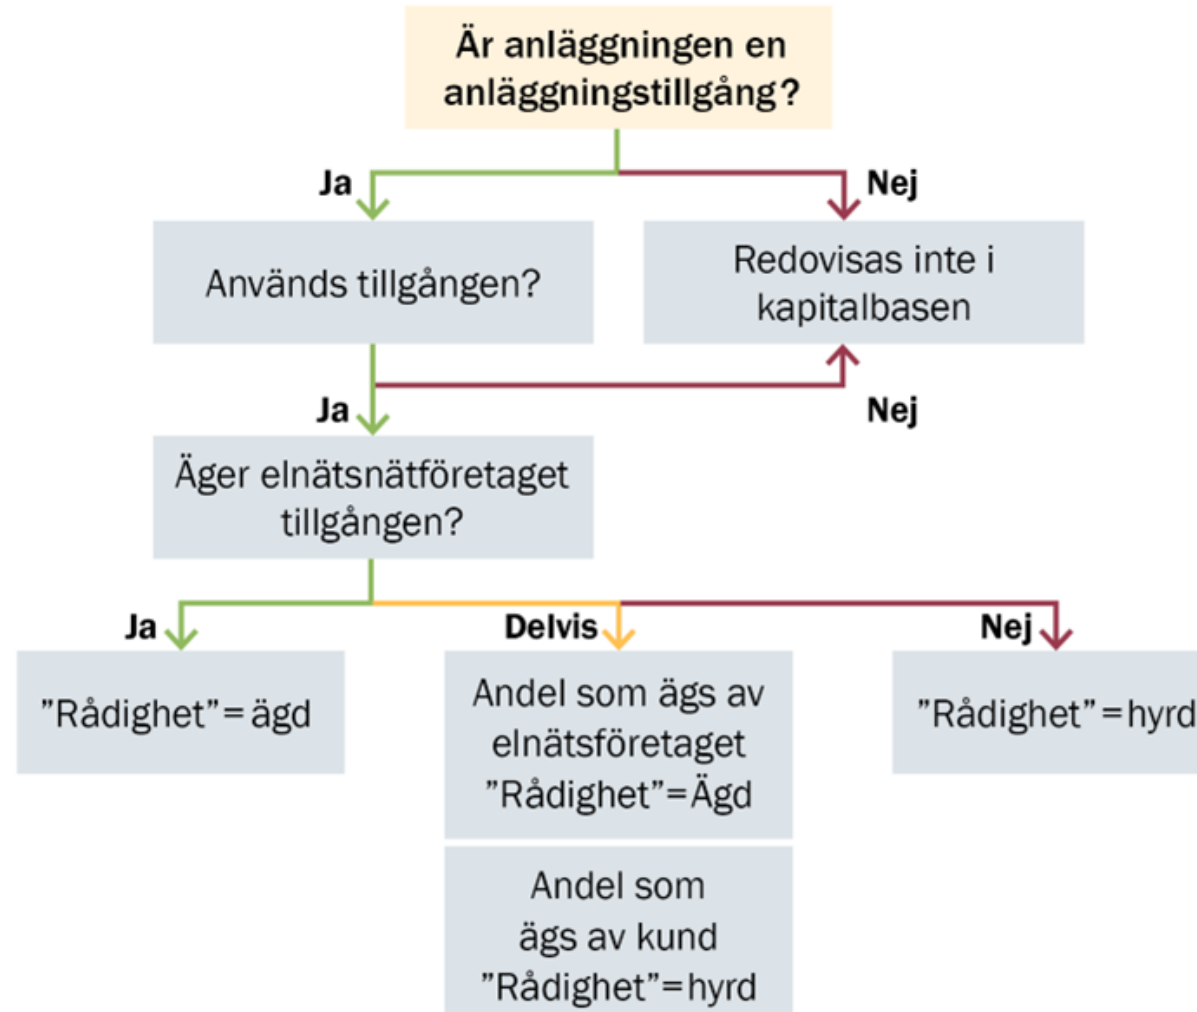 Är anläggningen en
anläggningstillgång?
Ja
Nej
Används tillgången?
Redovisas inte i
kapitalbasen
Ja
Nej
Äger elnätsnätföretaget
tillgången?
Ja
Delvis
Nej
”Rådighet”=ägd
Andel som ägs av
elnätsföretaget
”Rådighet”=Ägd
”Rådighet”=hyrd
Andel som
ägs av kund
”Rådighet”=hyrd